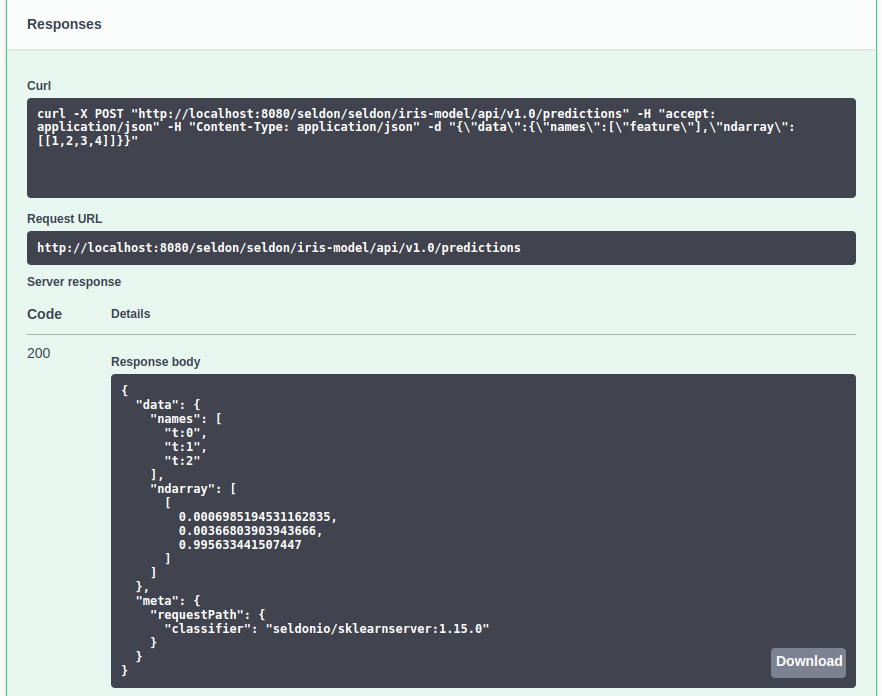 Responses
Curl
curl -X POST "http://localhost:8080/seldon/seldon/iris-model/api/v1.0/predictions" -H "accept:
application/json" -H "Content-Type: application/json" -d "{\"data\":{\"names\":[\"feature\"],\"ndarray\":
[[1,2,3,4]]}}"
Request URL
http://localhost:8080/seldon/seldon/iris-model/api/v1.0/predictions
Server response
Code Details
200
Response body
{
  "data": {
    "names": [
      "t:0",
      "t:1",
      "t:2"
    ],
    "ndarray": [
      [
        0.0006985194531162835,
        0.00366803903943666,
        0.995633441507447
      ]
    ]
  },
  "meta": {
    "requestPath": {
      "classifier": "seldonio/sklearnserver:1.15.0"
    }
  }
}
Download